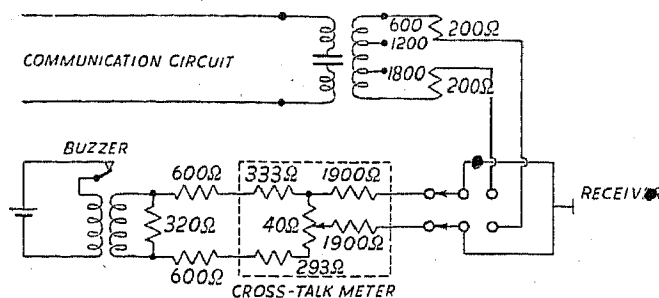 600
200Ω
1200
COMMUNICATION CIRCUIT
1800
200Ω
BUZZER
600Ω
333Ω
1900Ω
RECEIVER
320Ω
40Ω
1900Ω
600Ω
293Ω
CROSS-TALK METER